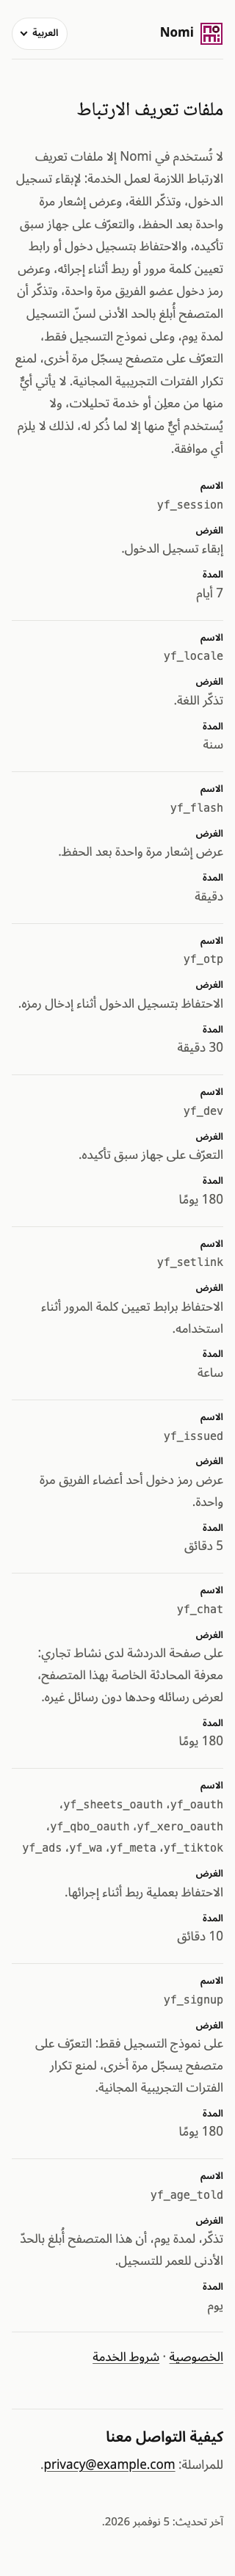 Nomi
العربية
ملفات تعريف الارتباط
لا تُستخدم في Nomi إلا ملفات تعريف
الارتباط اللازمة لعمل الخدمة: لإبقاء تسجيل
الدخول، وتذكّر اللغة، وعرض إشعار مرة
واحدة بعد الحفظ، والتعرّف على جهاز سبق
تأكيده، والاحتفاظ بتسجيل دخول أو رابط
تعيين كلمة مرور أو ربط أثناء إجرائه، وعرض
رمز دخول عضو الفريق مرة واحدة، وتذكّر أن
المتصفح أُبلغ بالحد الأدنى لسنّ التسجيل
لمدة يوم، وعلى نموذج التسجيل فقط،
التعرّف على متصفح يسجّل مرة أخرى، لمنع
تكرار الفترات التجريبية المجانية. لا يأتي أيٌّ
منها من معلِن أو خدمة تحليلات، ولا
يُستخدم أيٌّ منها إلا لما ذُكر له، لذلك لا يلزم
أي موافقة.
الاسم
yf_session
الغرض
إبقاء تسجيل الدخول.
المدة
7 أيام
الاسم
yf_locale
الغرض
تذكّر اللغة.
المدة
سنة
الاسم
yf_flash
الغرض
عرض إشعار مرة واحدة بعد الحفظ.
المدة
دقيقة
الاسم
yf_otp
الغرض
الاحتفاظ بتسجيل الدخول أثناء إدخال رمزه.
المدة
30 دقيقة
الاسم
yf_dev
الغرض
التعرّف على جهاز سبق تأكيده.
المدة
180 يومًا
الاسم
yf_setlink
الغرض
الاحتفاظ برابط تعيين كلمة المرور أثناء
استخدامه.
المدة
ساعة
الاسم
yf_issued
الغرض
عرض رمز دخول أحد أعضاء الفريق مرة
واحدة.
المدة
5 دقائق
الاسم
yf_chat
الغرض
على صفحة الدردشة لدى نشاط تجاري:
معرفة المحادثة الخاصة بهذا المتصفح،
لعرض رسائله وحدها دون رسائل غيره.
المدة
180 يومًا
الاسم
yf_oauth، yf_sheets_oauth،
yf_xero_oauth، yf_qbo_oauth،
yf_tiktok، yf_meta، yf_wa، yf_ads
الغرض
الاحتفاظ بعملية ربط أثناء إجرائها.
المدة
10 دقائق
الاسم
yf_signup
الغرض
على نموذج التسجيل فقط: التعرّف على
متصفح يسجّل مرة أخرى، لمنع تكرار
الفترات التجريبية المجانية.
المدة
180 يومًا
الاسم
yf_age_told
الغرض
تذكّر، لمدة يوم، أن هذا المتصفح أُبلغ بالحدّ
الأدنى للعمر للتسجيل.
المدة
يوم
الخصوصية · شروط الخدمة
كيفية التواصل معنا
للمراسلة: privacy@example.com.
آخر تحديث: 5 نوفمبر 2026.